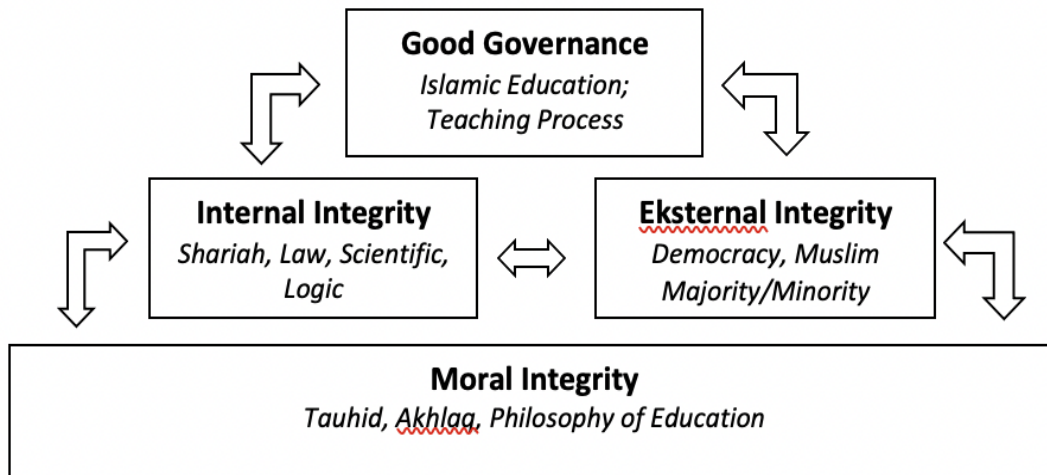 Good Governance
Islamic Education;
Teaching Process
Internal Integrity
Shariah, Law, Scientific,
Logic
Eksternal Integrity
Democracy, Muslim
Majority/Minority
Moral Integrity
Tauhid, Akhlaq, Philosophy of Education